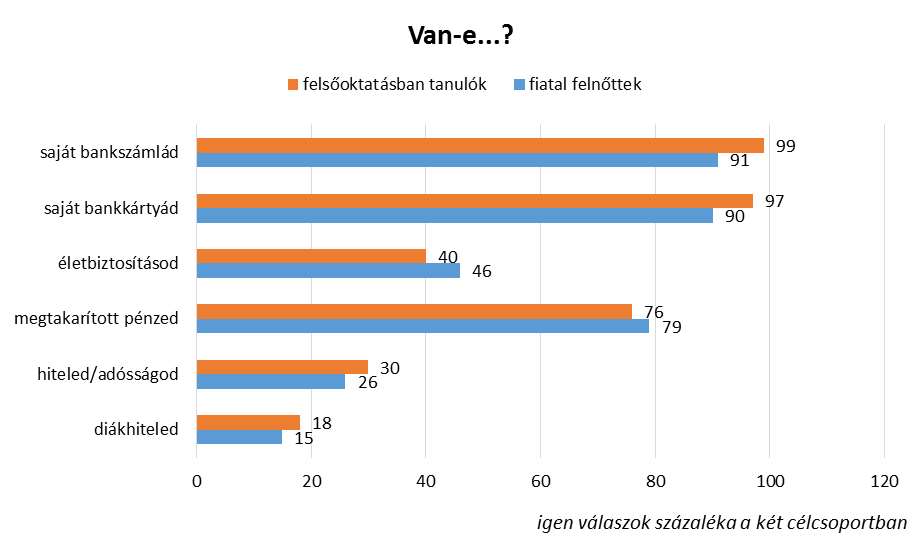 Van-e...?
felsőoktatásban tanulók fiatal felnőttek
saját bankszámlád 99
91
saját bankkártyád 97
90
életbiztosításod 40
46
megtakarított pénzed 76
79
hiteled/adósságod 30
26
diákhiteled 18
15
0 20 40 60 80 100 120
igen válaszok százaléka a két célcsoportban